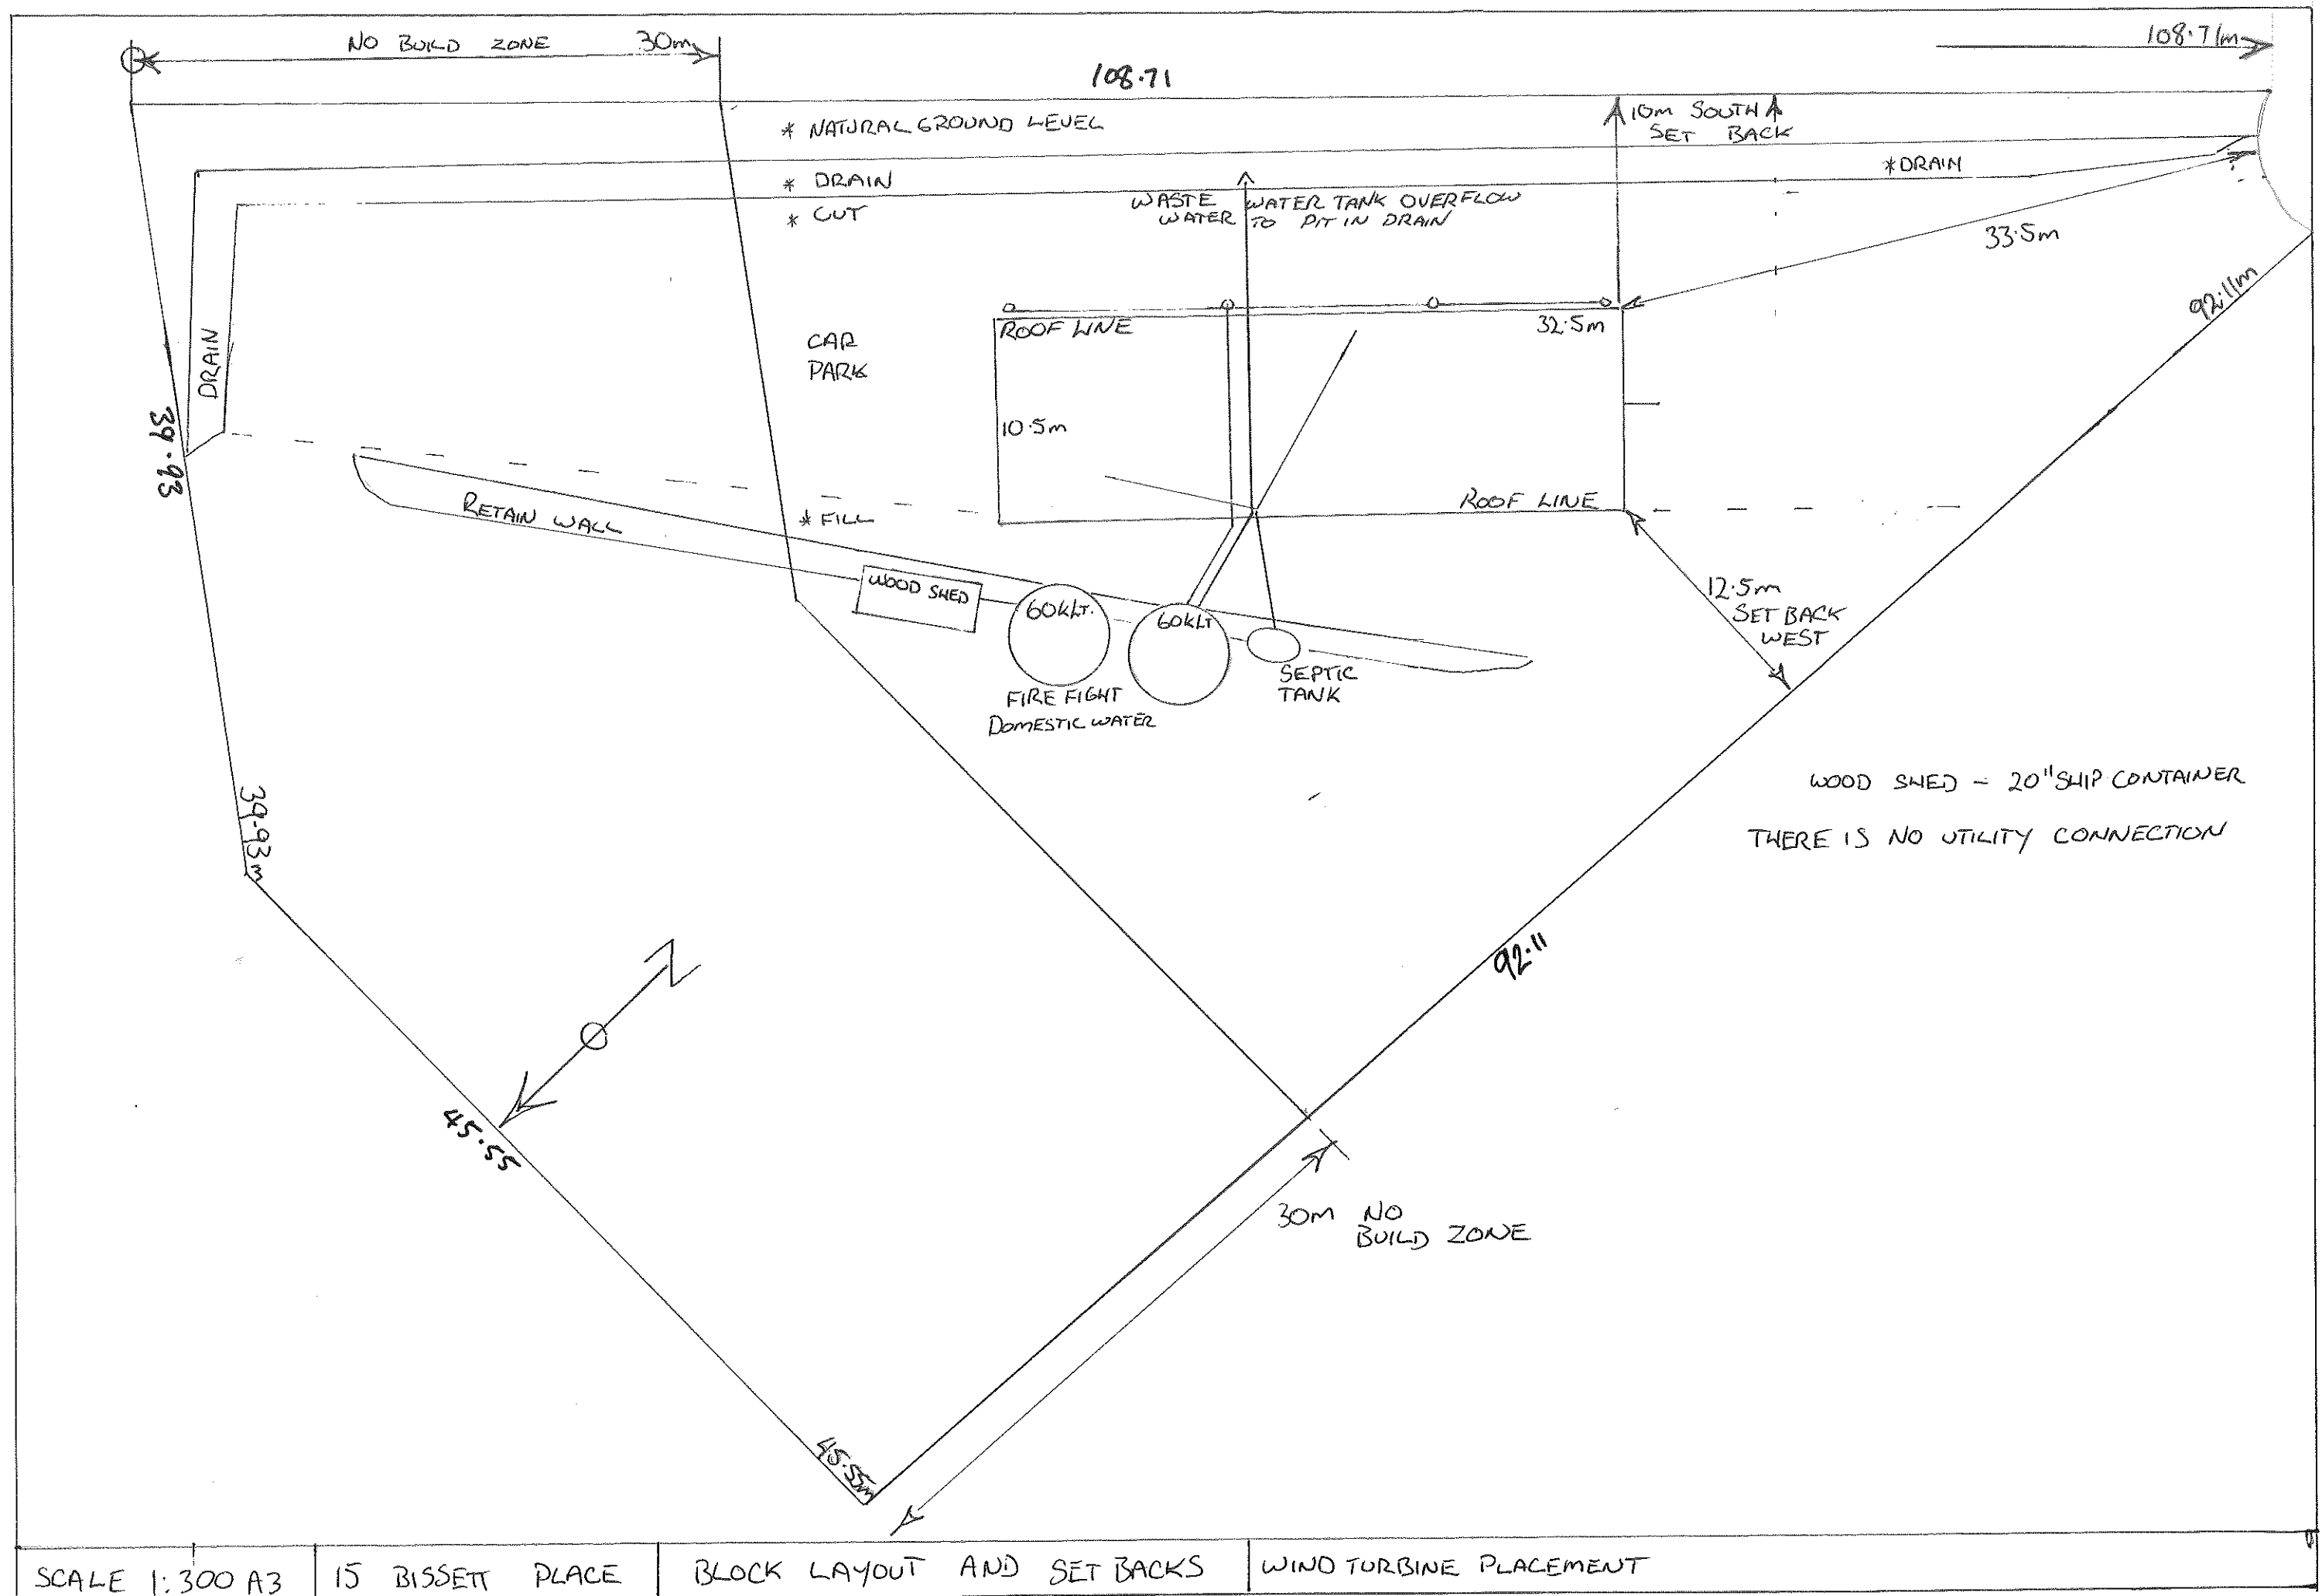 NO BUILD ZONE 30m
108.71m
108.71
* NATURAL GROUND LEVEL
10m SOUTH
SET BACK
* DRAIN
* DRAIN
* CUT
WASTE WATER TANK OVERFLOW
WATER TO PIT IN DRAIN
33.5m
92.11m
ROOF LINE
32.5m
CAR
PARK
DRAIN
10.5m
39.93
RETAIN WALL
* FILL
ROOF LINE
WOOD SHED
60KLT.
60KLT
12.5m
SET BACK
WEST
SEPTIC
TANK
FIRE FIGHT
DOMESTIC WATER
39.93m
WOOD SHED - 20" SHIP CONTAINER
THERE IS NO UTILITY CONNECTION
92.11
N
45.55
30m NO
BUILD ZONE
45.55m
SCALE 1:300 A3
15 BISSETT PLACE
BLOCK LAYOUT AND SET BACKS
WIND TURBINE PLACEMENT